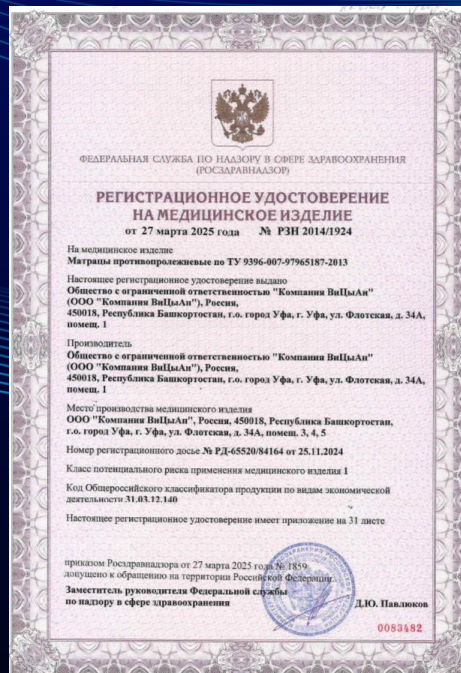 ФЕДЕРАЛЬНАЯ СЛУЖБА ПО НАДЗОРУ В СФЕРЕ ЗДРАВООХРАНЕНИЯ
(РОСЗДРАВНАДЗОР)
РЕГИСТРАЦИОННОЕ УДОСТОВЕРЕНИЕ
НА МЕДИЦИНСКОЕ ИЗДЕЛИЕ
от 27 марта 2025 года № РЗН 2014/1924
На медицинское изделие
Матрацы противопролежневые по ТУ 9396-007-97965187-2013
Настоящее регистрационное удостоверение выдано
Общество с ограниченной ответственностью "Компания ВиЦыАн"
(ООО "Компания ВиЦыАн"), Россия,
450018, Республика Башкортостан, г.о. город Уфа, г. Уфа, ул. Флотская, д. 34А,
помещ. 1
Производитель
Общество с ограниченной ответственностью "Компания ВиЦыАн"
(ООО "Компания ВиЦыАн"), Россия,
450018, Республика Башкортостан, г.о. город Уфа, г. Уфа, ул. Флотская, д. 34А,
помещ. 1
Место производства медицинского изделия
ООО "Компания ВиЦыАн", Россия, 450018, Республика Башкортостан,
г.о. город Уфа, г. Уфа, ул. Флотская, д. 34А, помещ. 3, 4, 5
Номер регистрационного досье № РД-65520/84164 от 25.11.2024
Класс потенциального риска применения медицинского изделия 1
Код Общероссийского классификатора продукции по видам экономической
деятельности 31.03.12.140
Настоящее регистрационное удостоверение имеет приложение на 31 листе
приказом Росздравнадзора от 27 марта 2025 года № 1859
допущено к обращению на территории Российской Федерации.
Заместитель руководителя Федеральной службы
по надзору в сфере здравоохранения
Д.Ю. Павлюков
0083482